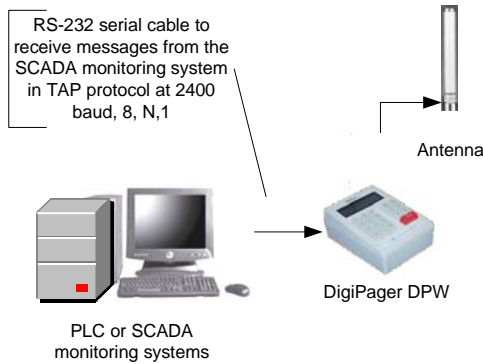 RS-232 serial cable to
receive messages from the
SCADA monitoring system
in TAP protocol at 2400
baud, 8, N,1
Antenna
DigiPager DPW
PLC or SCADA
monitoring systems